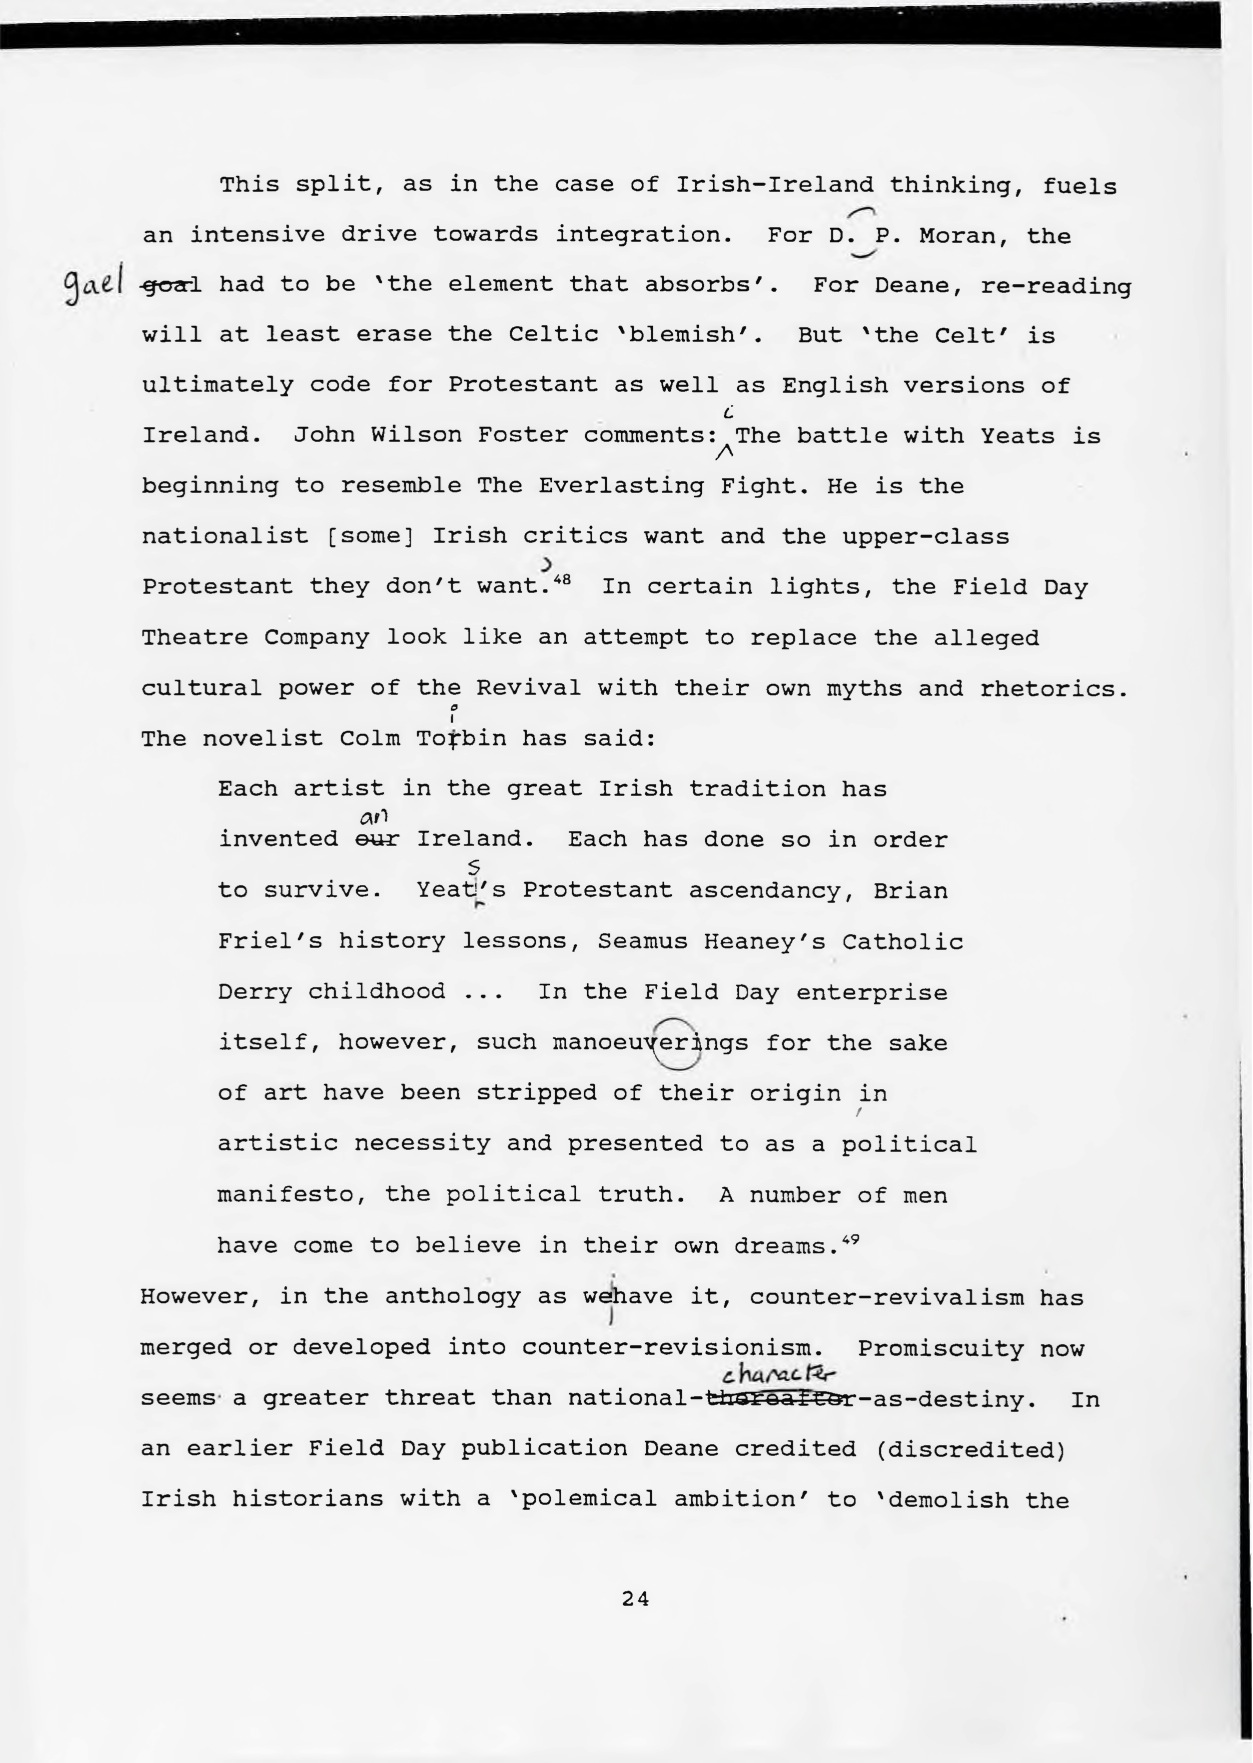 This split, as in the case of Irish-Ireland thinking, fuels
an intensive drive towards integration. For D. P. Moran, the
gael goal had to be 'the element that absorbs'. For Deane, re-reading
will at least erase the Celtic 'blemish'. But 'the Celt' is
ultimately code for Protestant as well as English versions of
Ireland. John Wilson Foster comments: The battle with Yeats is
beginning to resemble The Everlasting Fight. He is the
nationalist [some] Irish critics want and the upper-class
Protestant they don't want.48 In certain lights, the Field Day
Theatre Company look like an attempt to replace the alleged
cultural power of the Revival with their own myths and rhetorics.
i
The novelist Colm Torbin has said:
Each artist in the great Irish tradition has
an
invented our Ireland. Each has done so in order
s
to survive. Yeat's Protestant ascendancy, Brian
Friel's history lessons, Seamus Heaney's Catholic
Derry childhood ... In the Field Day enterprise
itself, however, such manoeuverings for the sake
of art have been stripped of their origin in
artistic necessity and presented to as a political
manifesto, the political truth. A number of men
have come to believe in their own dreams.49
However, in the anthology as wehave it, counter-revivalism has
merged or developed into counter-revisionism. Promiscuity now
character
seems a greater threat than national-thereafter-as-destiny. In
an earlier Field Day publication Deane credited (discredited)
Irish historians with a 'polemical ambition' to 'demolish the
24